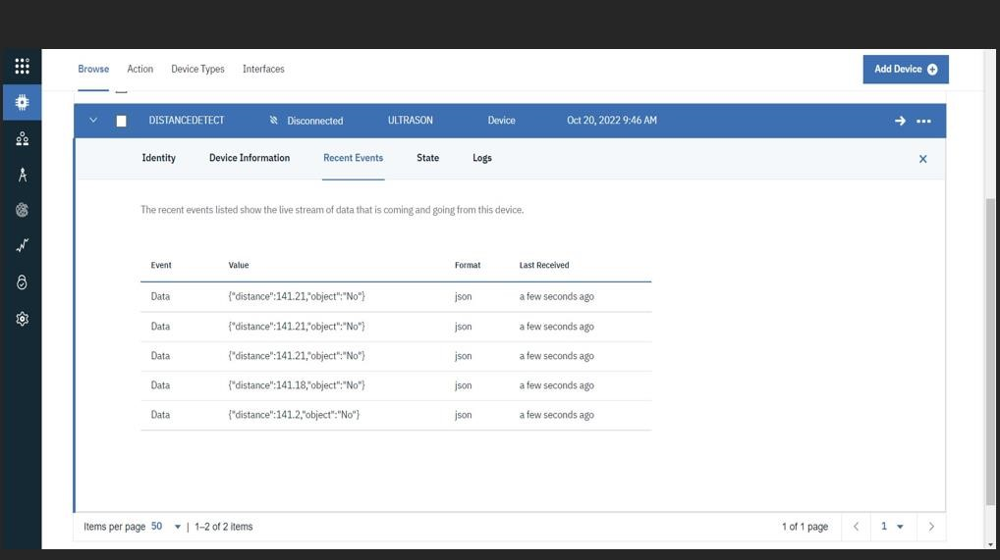 Browse Action Device Types Interfaces Add Device
DISTANCEDETECT Disconnected ULTRASON Device Oct 20, 2022 9:46 AM
Identity Device Information Recent Events State Logs
The recent events listed show the live stream of data that is coming and going from this device.
Event Value Format Last Received
Data {"distance":141.21,"object":"No"} json a few seconds ago
Data {"distance":141.21,"object":"No"} json a few seconds ago
Data {"distance":141.21,"object":"No"} json a few seconds ago
Data {"distance":141.18,"object":"No"} json a few seconds ago
Data {"distance":141.2,"object":"No"} json a few seconds ago
Items per page 50 | 1–2 of 2 items 1 of 1 page 1